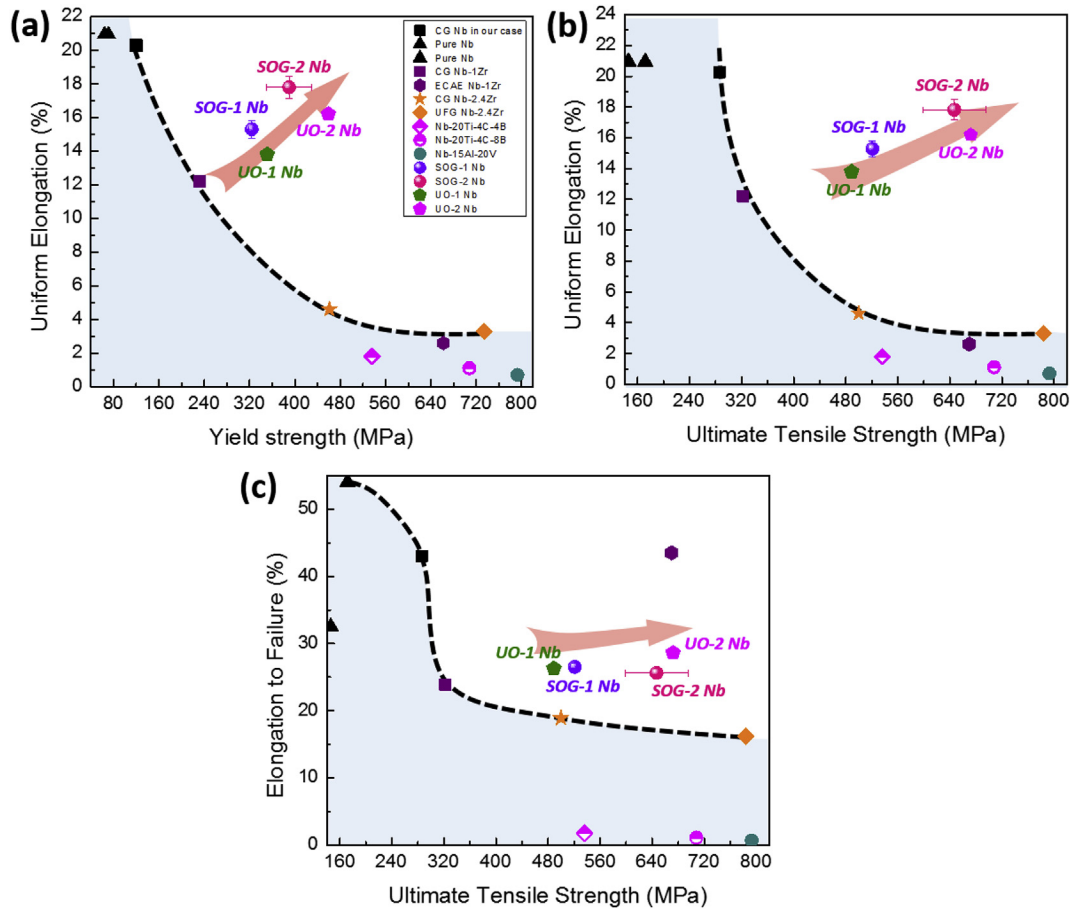 (a)
Uniform Elongation (%)
22
20
18
16
14
12
10
8
6
4
2
0
80 160 240 320 400 480 560 640 720 800
Yield strength (MPa)
SOG-2 Nb
SOG-1 Nb
UO-2 Nb
UO-1 Nb
CG Nb in our case
Pure Nb
Pure Nb
CG Nb-1Zr
ECAE Nb-1Zr
CG Nb-2.4Zr
UFG Nb-2.4Zr
Nb-20Ti-4C-4B
Nb-20Ti-4C-8B
Nb-15Al-20V
SOG-1 Nb
SOG-2 Nb
UO-1 Nb
UO-2 Nb
(b)
Uniform Elongation (%)
24
22
20
18
16
14
12
10
8
6
4
2
0
160 240 320 400 480 560 640 720 800
Ultimate Tensile Strength (MPa)
SOG-2 Nb
SOG-1 Nb
UO-2 Nb
UO-1 Nb
(c)
Elongation to Failure (%)
50
40
30
20
10
0
160 240 320 400 480 560 640 720 800
Ultimate Tensile Strength (MPa)
UO-1 Nb
UO-2 Nb
SOG-1 Nb
SOG-2 Nb